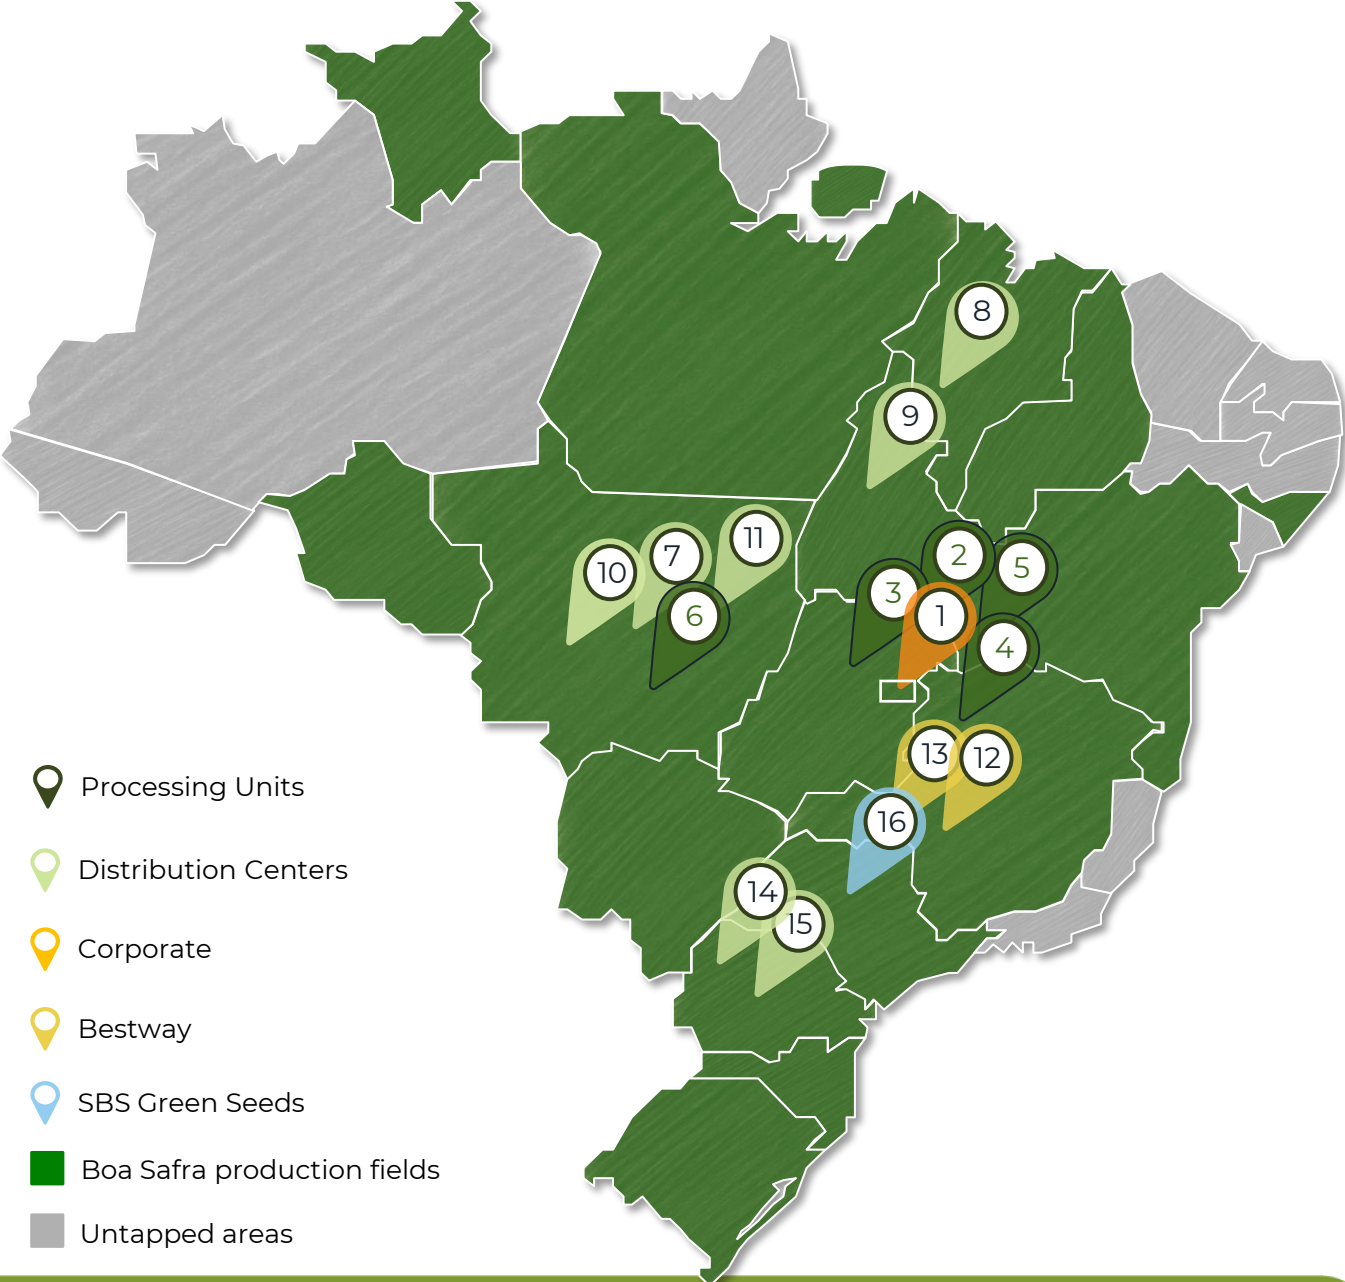 8
9
11
7
10
6
2
5
3
1
4
13
12
16
14
15
Processing Units
Distribution Centers
Corporate
Bestway
SBS Green Seeds
Boa Safra production fields
Untapped areas